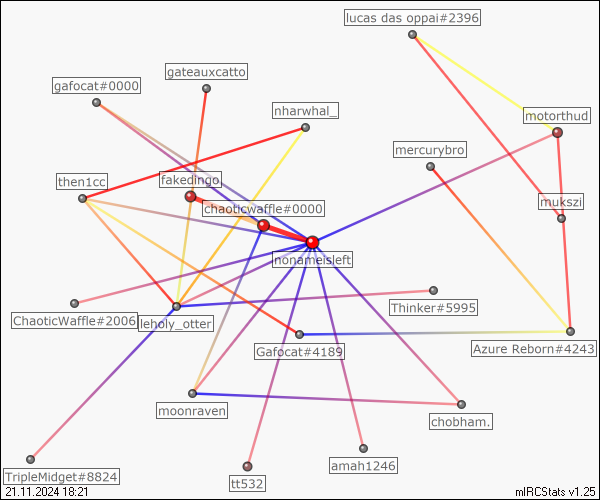 lucas das oppai#2396
gateauxcatto
gafocat#0000
nharwhal_
motorthud
mercurybro
then1cc
fakedingo
mukszi
chaoticwaffle#0000
nonameisleft
Thinker#5995
ChaoticWaffle#2006
leholy_otter
Gafocat#4189
Azure Reborn#4243
moonraven
chobham.
amah1246
TripleMidget#8824
tt532
21.11.2024 18:21
mIRCStats v1.25